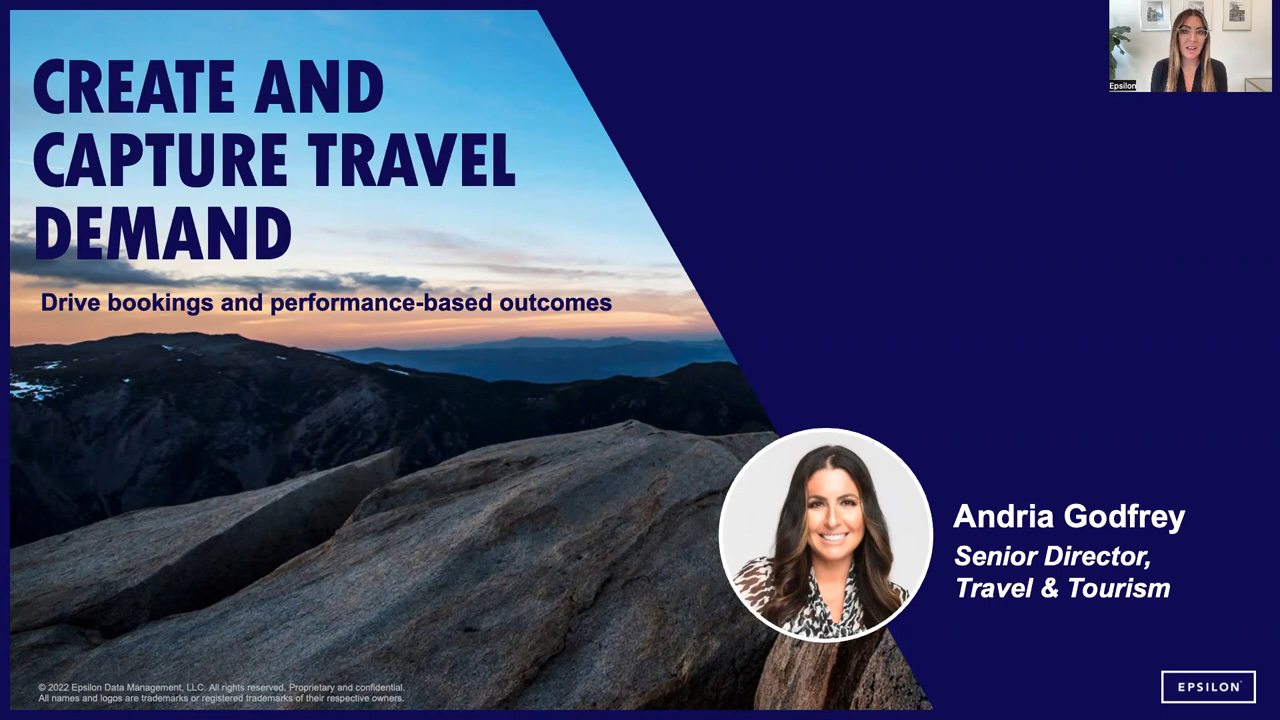 CREATE AND
CAPTURE TRAVEL
DEMAND
Drive bookings and performance-based outcomes
Epsilon
Andria Godfrey
Senior Director,
Travel & Tourism
© 2022 Epsilon Data Management, LLC. All rights reserved. Proprietary and confidential.
All names and logos are trademarks or registered trademarks of their respective owners.
EPSILON